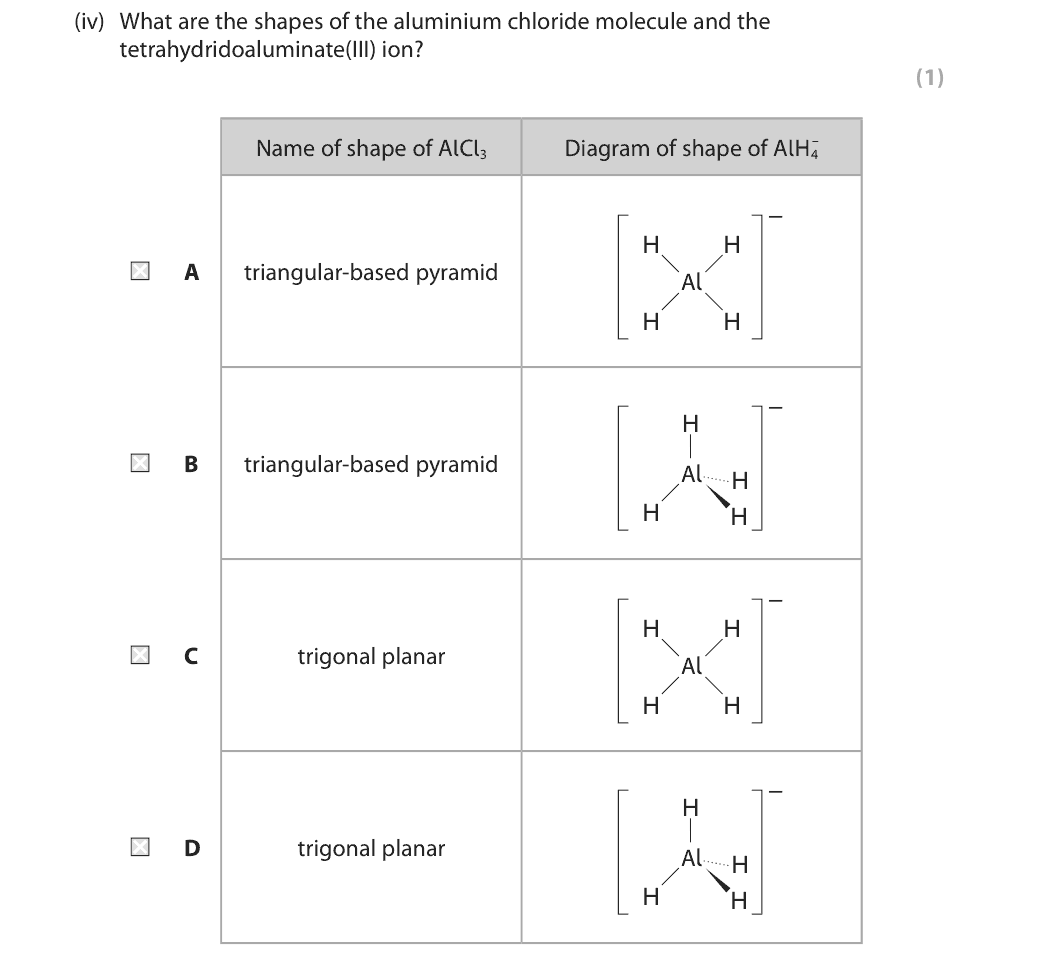 (iv) What are the shapes of the aluminium chloride molecule and the
tetrahydridoaluminate(III) ion?
(1)
Name of shape of AlCl₃ Diagram of shape of AlH₄⁻
A triangular-based pyramid
H H
Al
H H
−
B triangular-based pyramid
H
Al H
H H
−
C trigonal planar
H H
Al
H H
−
D trigonal planar
H
Al H
H H
−